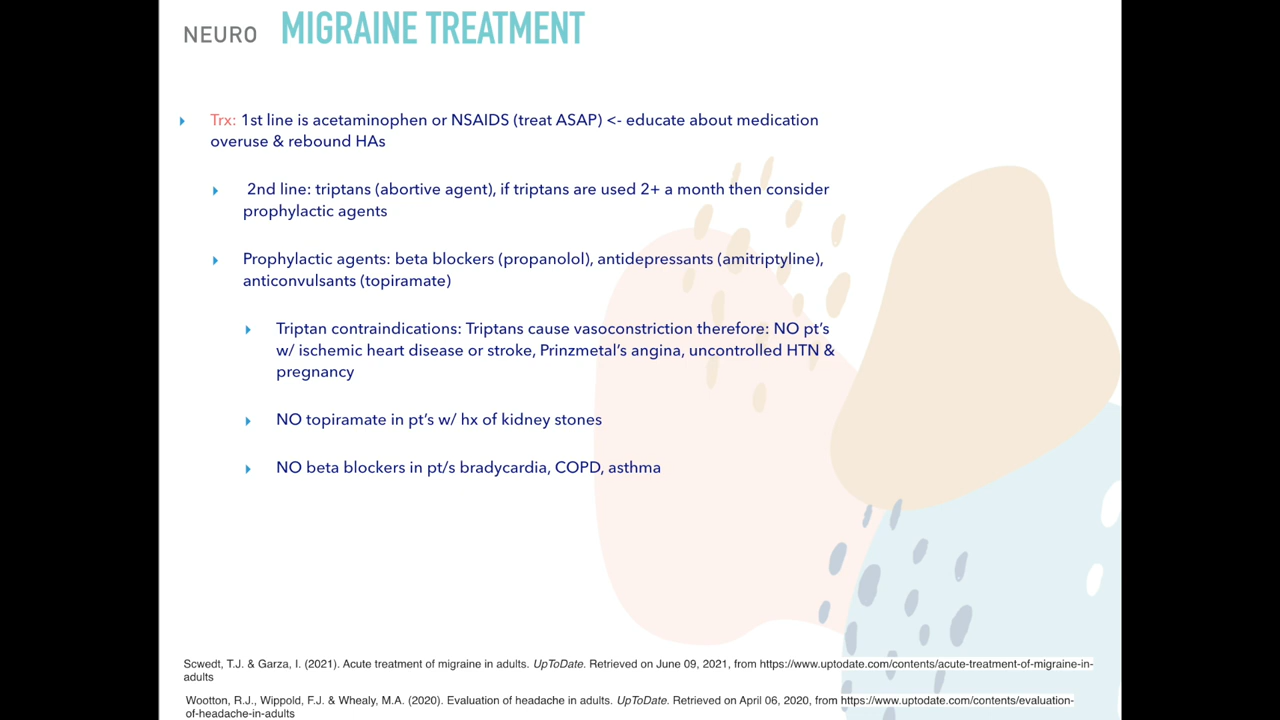 NEURO MIGRAINE TREATMENT
Trx: 1st line is acetaminophen or NSAIDS (treat ASAP) <- educate about medication
overuse & rebound HAs
2nd line: triptans (abortive agent), if triptans are used 2+ a month then consider
prophylactic agents
Prophylactic agents: beta blockers (propanolol), antidepressants (amitriptyline),
anticonvulsants (topiramate)
Triptan contraindications: Triptans cause vasoconstriction therefore: NO pt's
w/ ischemic heart disease or stroke, Prinzmetal's angina, uncontrolled HTN &
pregnancy
NO topiramate in pt's w/ hx of kidney stones
NO beta blockers in pt/s bradycardia, COPD, asthma
Scwedt, T.J. & Garza, I. (2021). Acute treatment of migraine in adults. UpToDate. Retrieved on June 09, 2021, from https://www.uptodate.com/contents/acute-treatment-of-migraine-in-
adults
Wootton, R.J., Wippold, F.J. & Whealy, M.A. (2020). Evaluation of headache in adults. UpToDate. Retrieved on April 06, 2020, from https://www.uptodate.com/contents/evaluation-
of-headache-in-adults